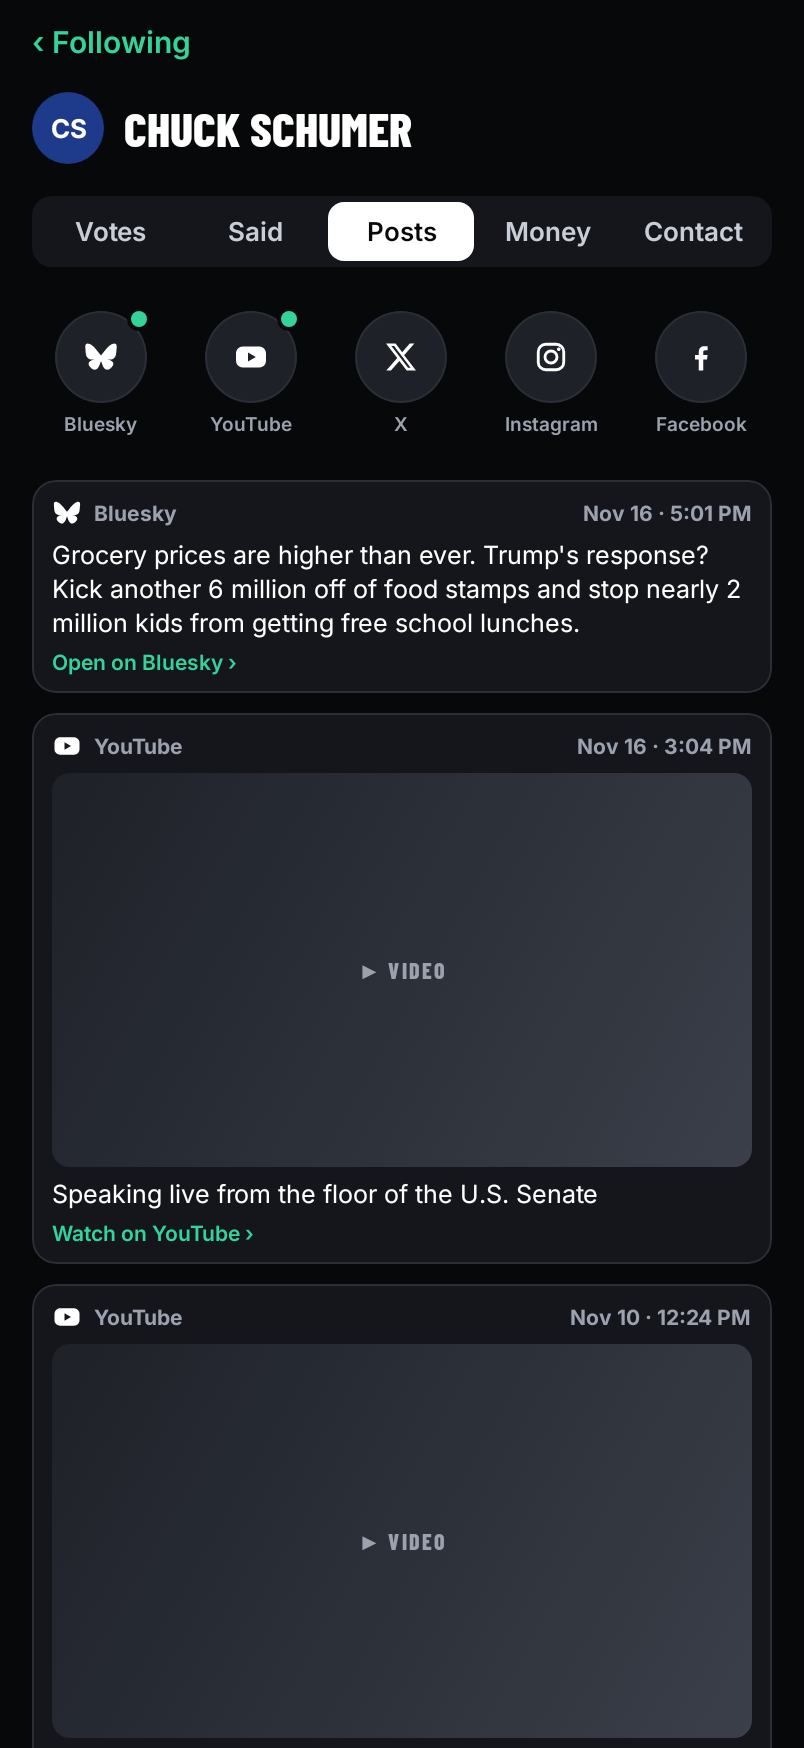 ‹ Following
CS
CHUCK SCHUMER
Votes Said Posts Money Contact
Bluesky YouTube X Instagram Facebook
Bluesky Nov 16 · 5:01 PM
Grocery prices are higher than ever. Trump's response?
Kick another 6 million off of food stamps and stop nearly 2
million kids from getting free school lunches.
Open on Bluesky ›
YouTube Nov 16 · 3:04 PM
▶ VIDEO
Speaking live from the floor of the U.S. Senate
Watch on YouTube ›
YouTube Nov 10 · 12:24 PM
▶ VIDEO